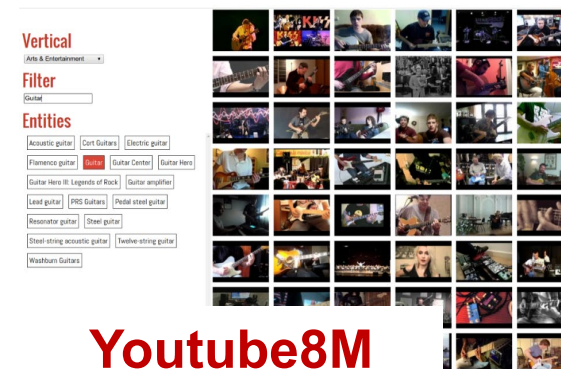 Vertical
Arts & Entertainment
Filter
Guitar
Entities
Acoustic guitar Cort Guitars Electric guitar
Flamenco guitar Guitar Guitar Center Guitar Hero
Guitar Hero III: Legends of Rock Guitar amplifier
Lead guitar PRS Guitars Pedal steel guitar
Resonator guitar Steel guitar
Steel-string acoustic guitar Twelve-string guitar
Washburn Guitars
KISS
Youtube8M